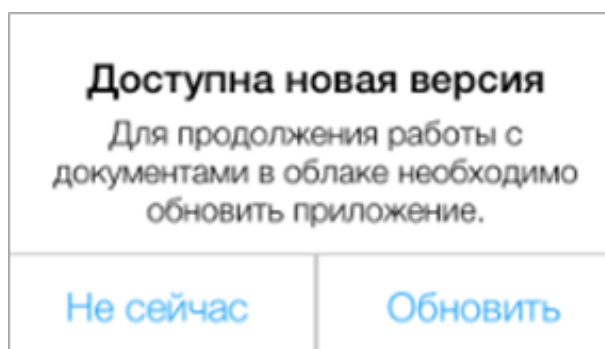 Доступна новая версия
Для продолжения работы с
документами в облаке необходимо
обновить приложение.
Не сейчас
Обновить